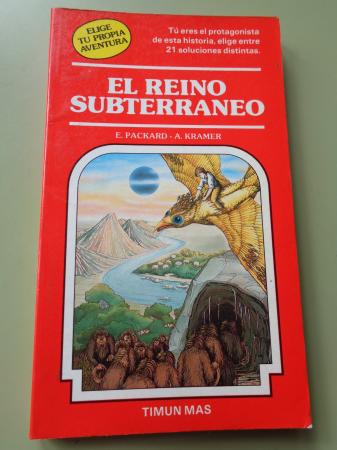 ELIGE
TU PROPIA
AVENTURA
Tú eres el protagonista
de esta historia, elige entre
21 soluciones distintas.
EL REINO
SUBTERRANEO
E. PACKARD - A. KRAMER
TIMUN MAS